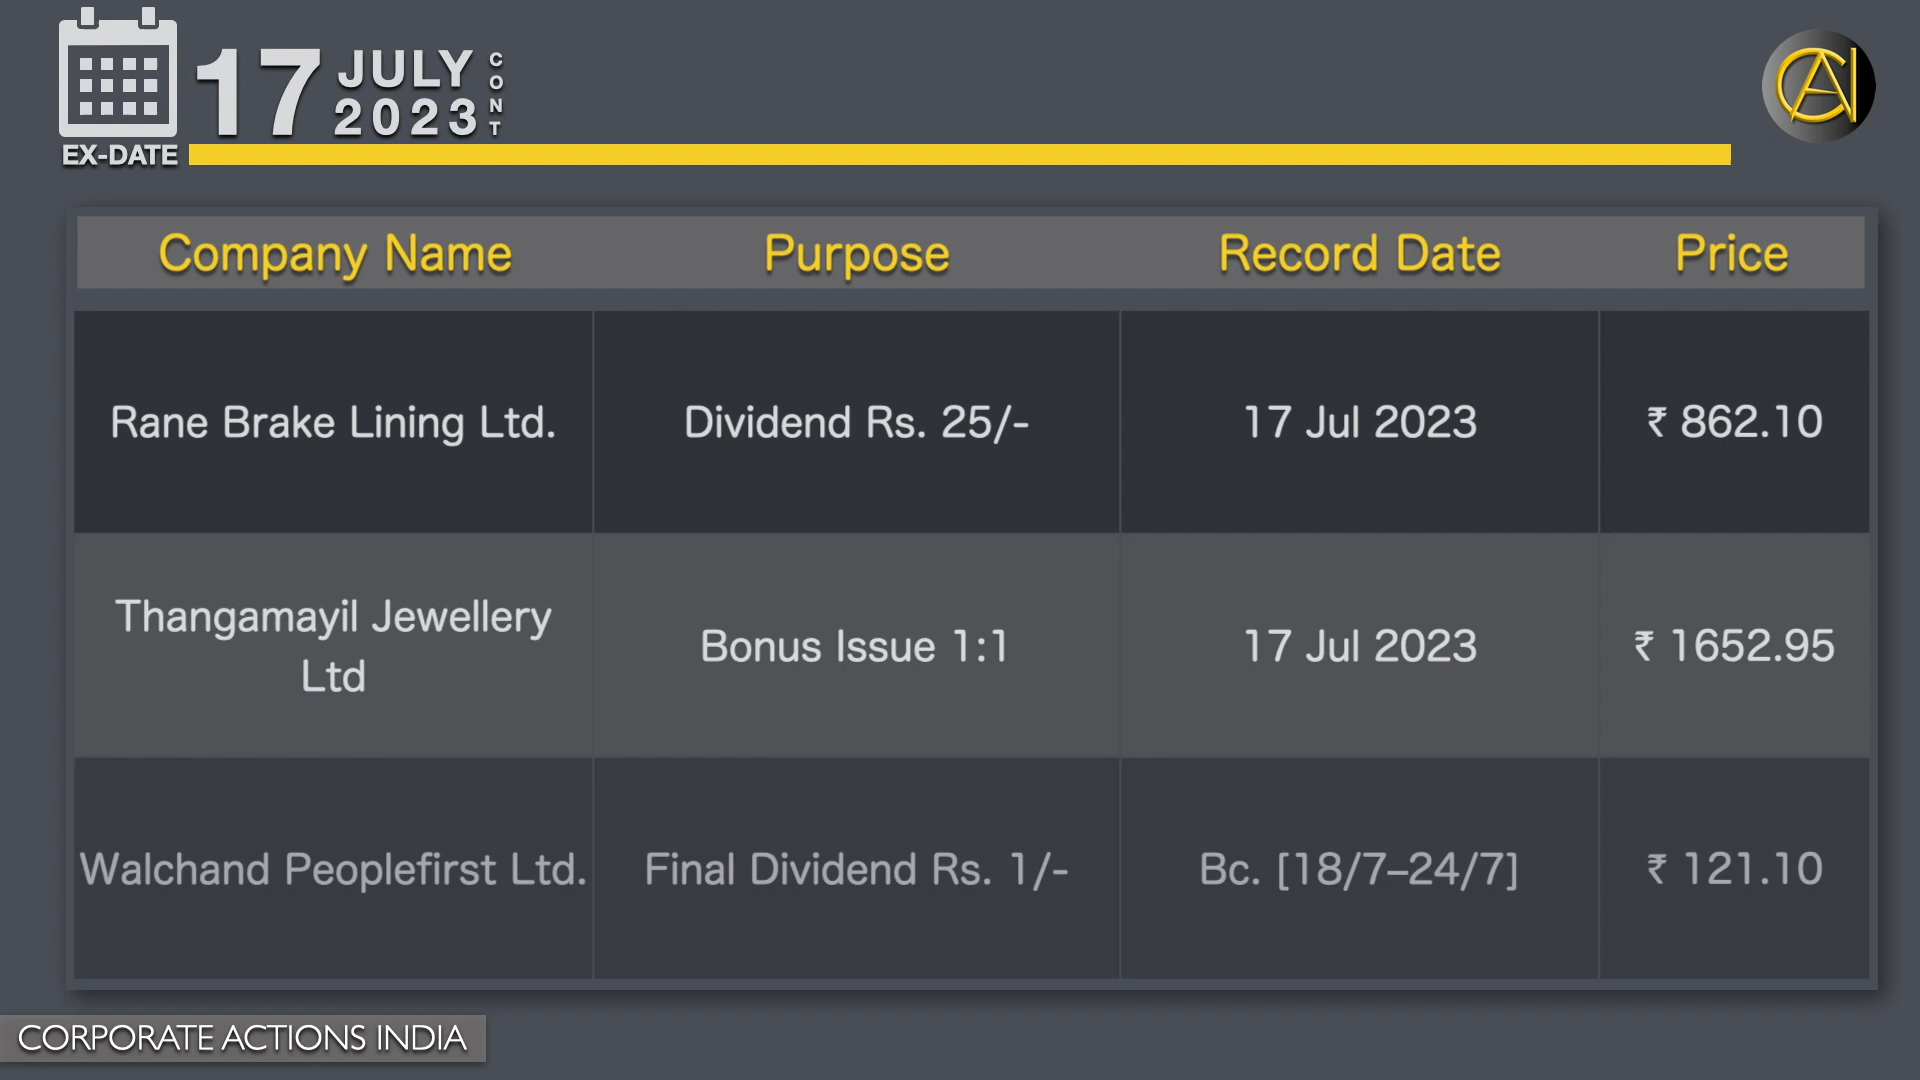 17 JULY
2023
CONT
EX-DATE
CAI
Company Name Purpose Record Date Price
Rane Brake Lining Ltd. Dividend Rs. 25/- 17 Jul 2023 ₹ 862.10
Thangamayil Jewellery
Ltd Bonus Issue 1:1 17 Jul 2023 ₹ 1652.95
Walchand Peoplefirst Ltd. Final Dividend Rs. 1/- Bc. [18/7–24/7] ₹ 121.10
CORPORATE ACTIONS INDIA